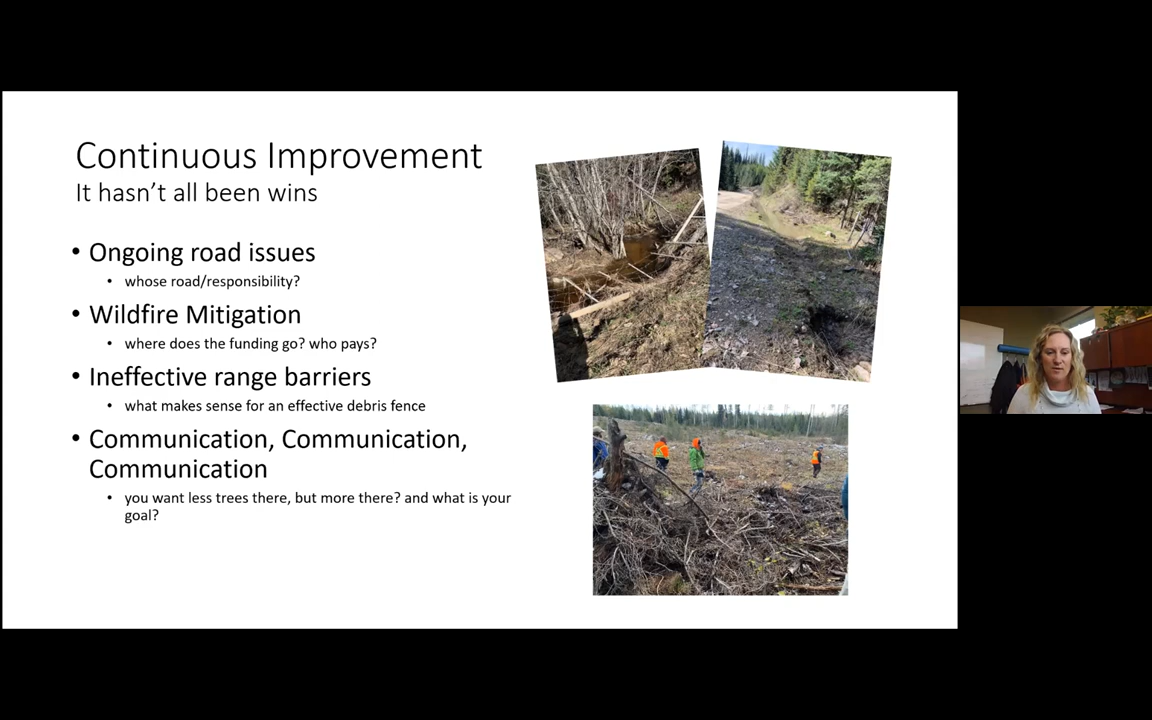 Continuous Improvement
It hasn’t all been wins
• Ongoing road issues
• whose road/responsibility?
• Wildfire Mitigation
• where does the funding go? who pays?
• Ineffective range barriers
• what makes sense for an effective debris fence
• Communication, Communication,
Communication
• you want less trees there, but more there? and what is your
goal?